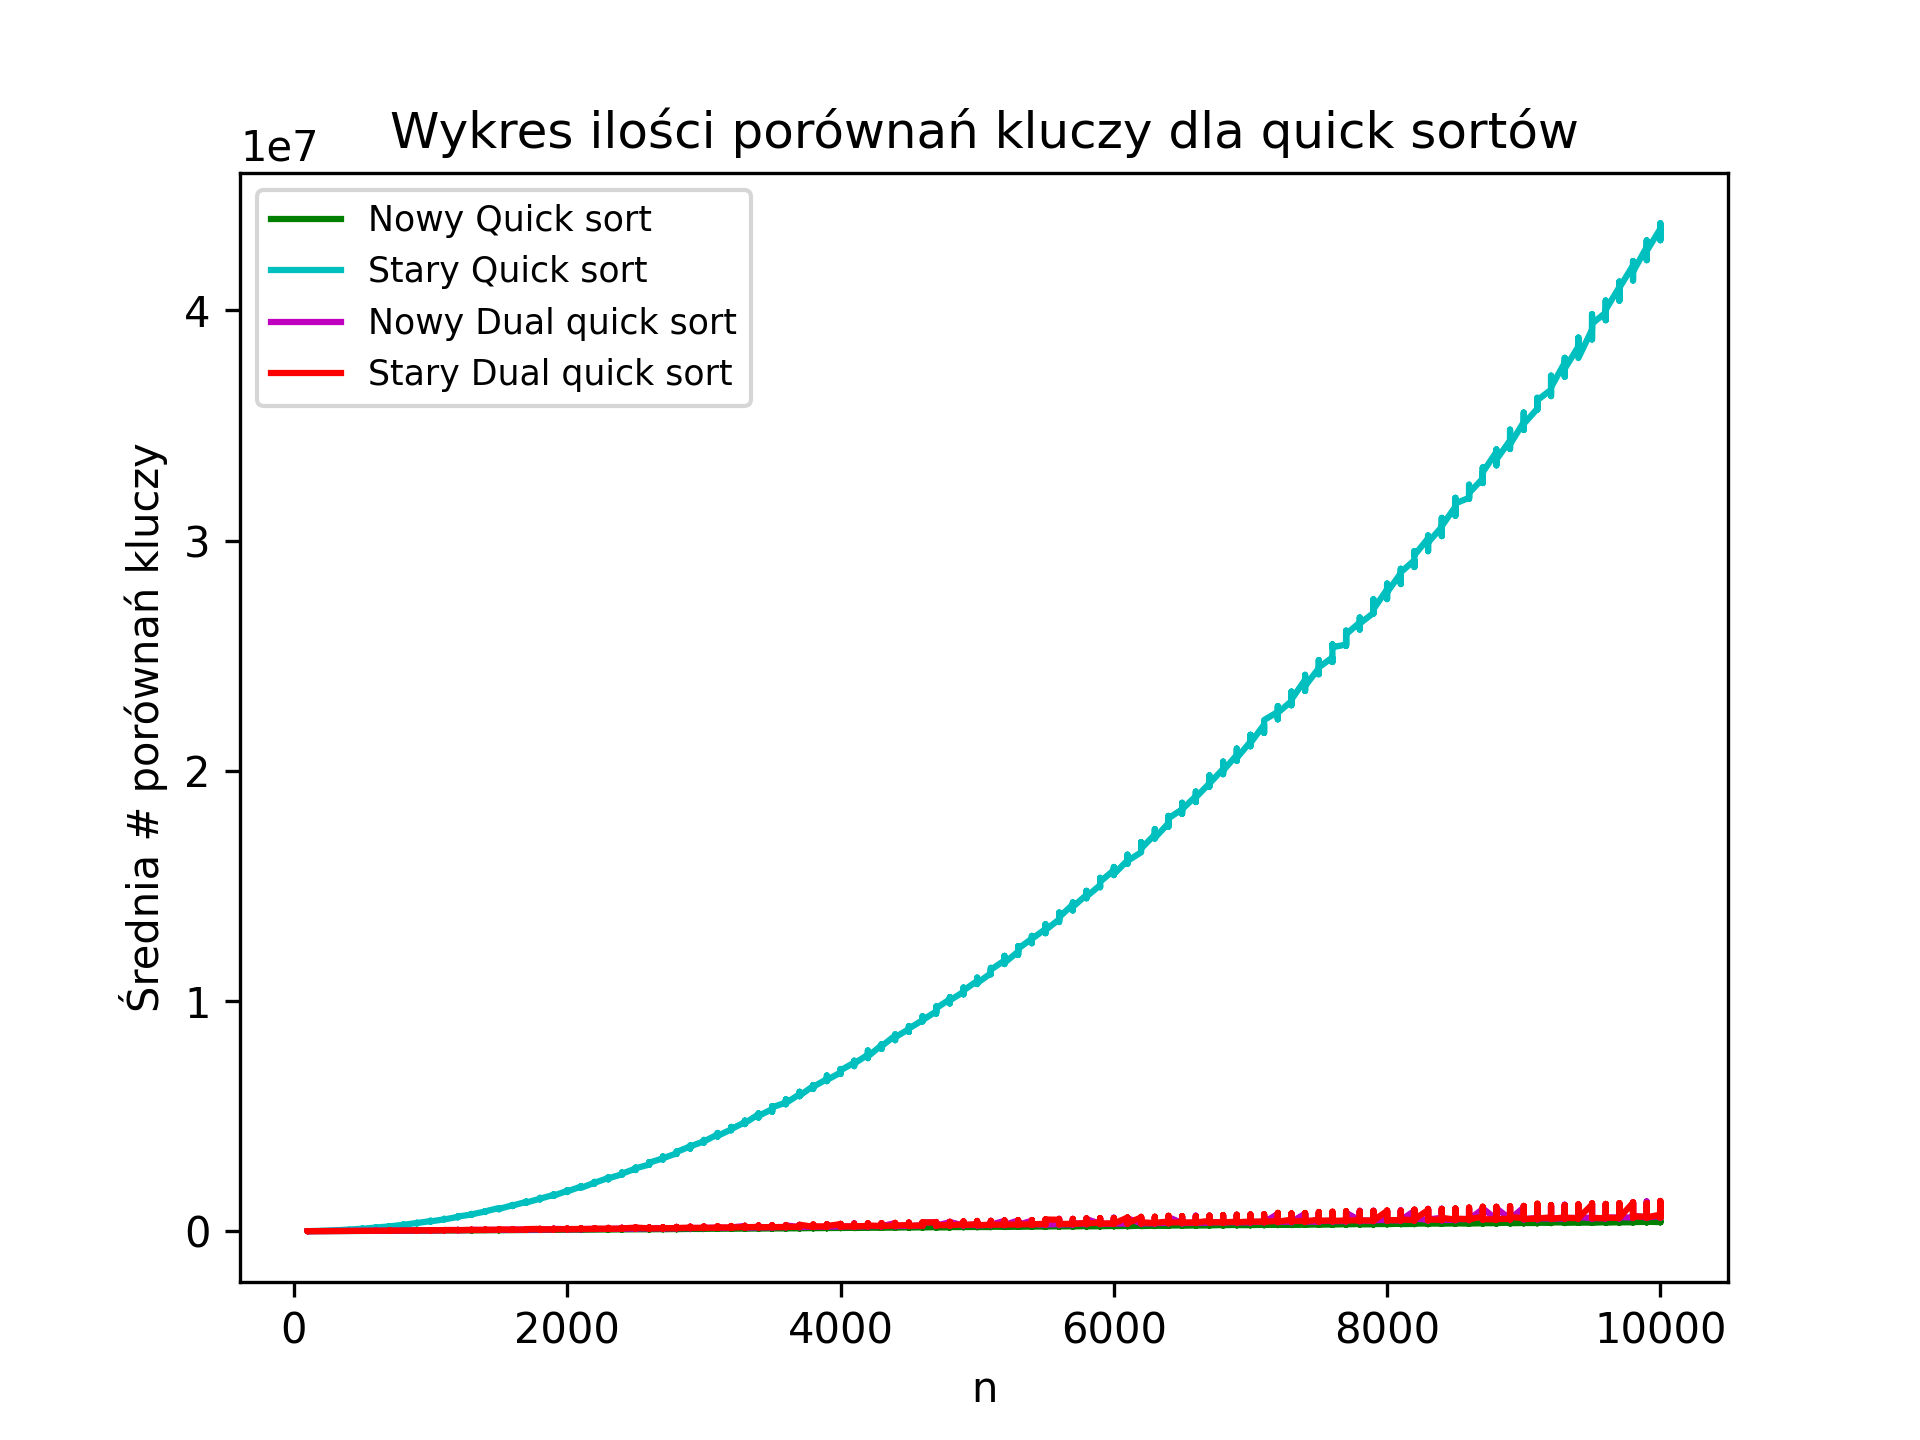 Wykres ilości porównań kluczy dla quick sortów
1e7
Nowy Quick sort
Stary Quick sort
Nowy Dual quick sort
Stary Dual quick sort
Średnia # porównań kluczy
4
3
2
1
0
0 2000 4000 6000 8000 10000
n